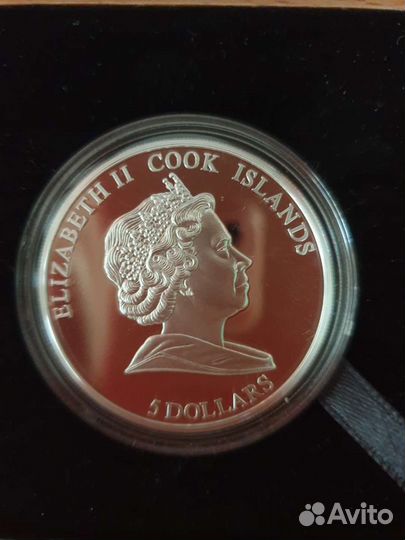 ELIZABETH II COOK ISLANDS
5 DOLLARS
Avito